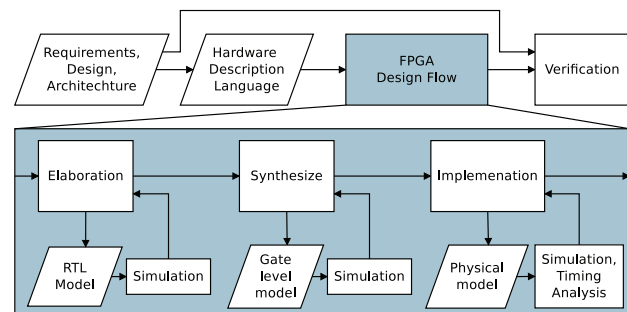 Requirements,
Design,
Architechture
Hardware
Description
Language
FPGA
Design Flow
Verification
Elaboration
Synthesize
Implemenation
RTL
Model
Simulation
Gate
level
model
Simulation
Physical
model
Simulation,
Timing
Analysis